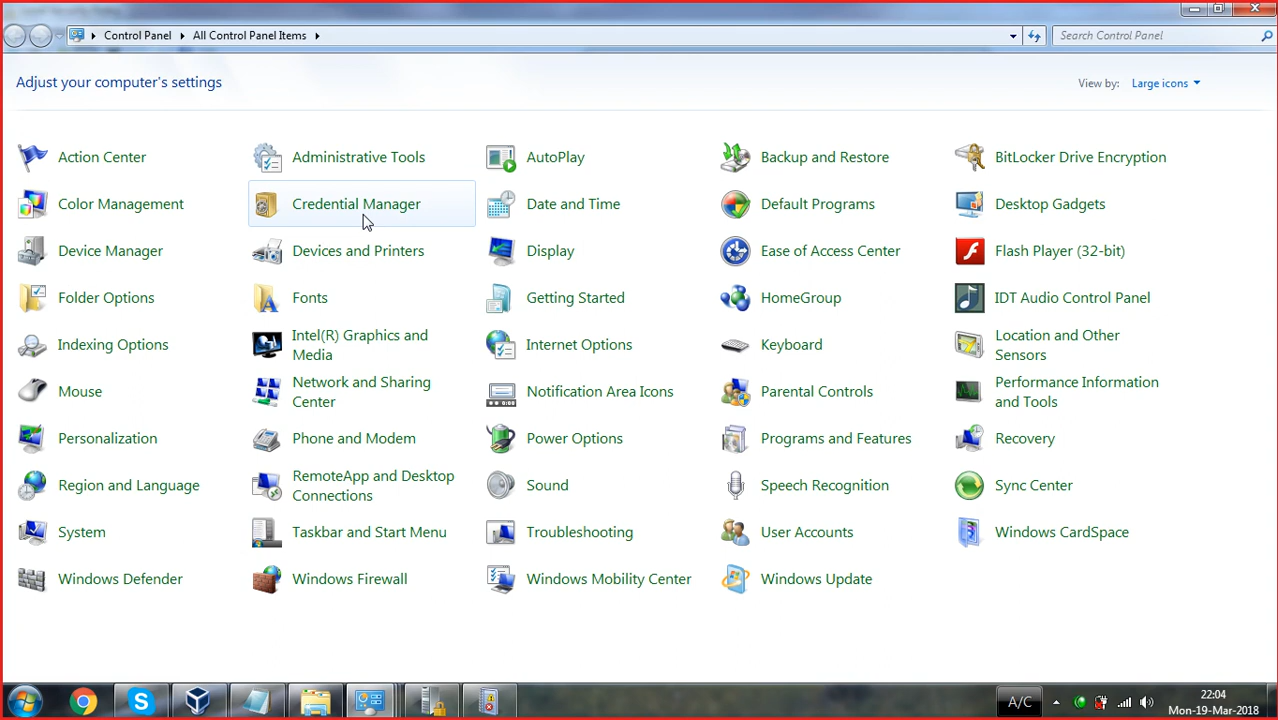 Control Panel All Control Panel Items
Search Control Panel
Adjust your computer's settings
View by: Large icons
Action Center
Administrative Tools
AutoPlay
Backup and Restore
BitLocker Drive Encryption
Color Management
Credential Manager
Date and Time
Default Programs
Desktop Gadgets
Device Manager
Devices and Printers
Display
Ease of Access Center
Flash Player (32-bit)
Folder Options
Fonts
Getting Started
HomeGroup
IDT Audio Control Panel
Indexing Options
Intel(R) Graphics and
Media
Internet Options
Keyboard
Location and Other
Sensors
Mouse
Network and Sharing
Center
Notification Area Icons
Parental Controls
Performance Information
and Tools
Personalization
Phone and Modem
Power Options
Programs and Features
Recovery
Region and Language
RemoteApp and Desktop
Connections
Sound
Speech Recognition
Sync Center
System
Taskbar and Start Menu
Troubleshooting
User Accounts
Windows CardSpace
Windows Defender
Windows Firewall
Windows Mobility Center
Windows Update
A/C
22:04
Mon-19-Mar-2018